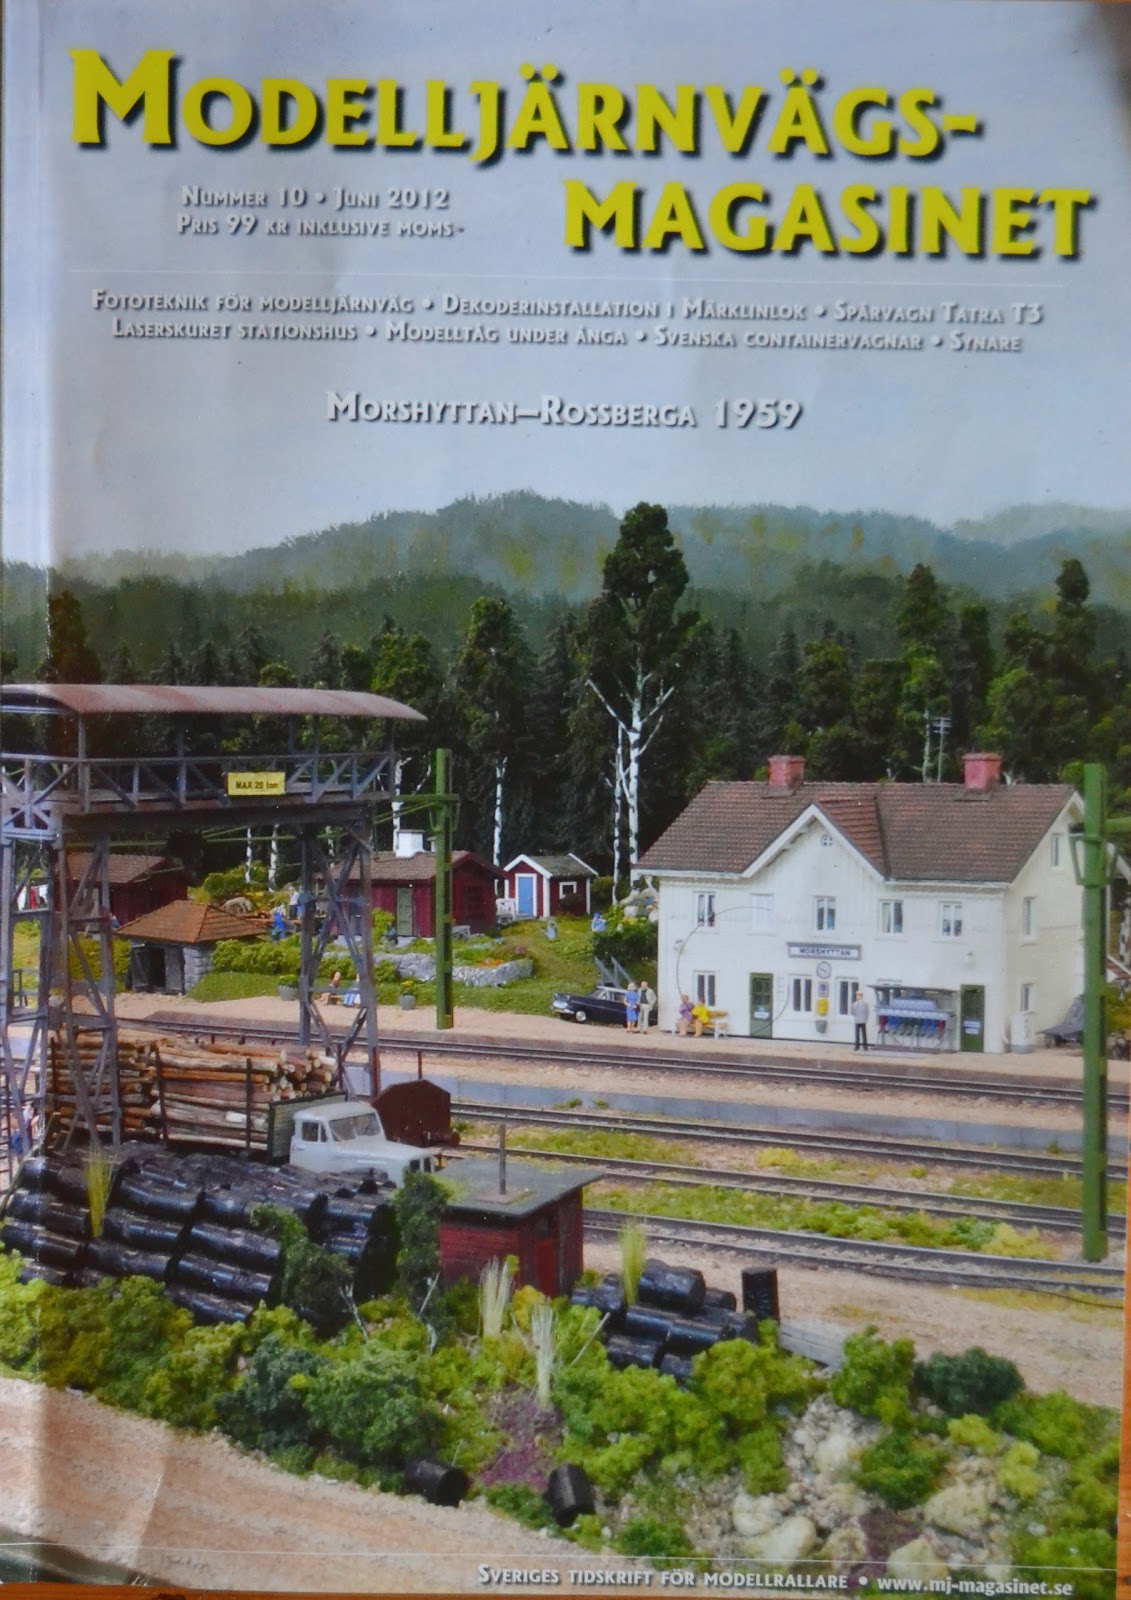 MODELLJÄRNVÄGS-
MAGASINET
NUMMER 10 • JUNI 2012
PRIS 99 KR INKLUSIVE MOMS
FOTOTEKNIK FÖR MODELLJÄRNVÄG • DEKODERINSTALLATION I MÄRKLINLOK • SPÅRVAGN TATRA T3
LASERSKURET STATIONSHUS • MODELLTÅG UNDER ÅNGA • SVENSKA CONTAINERVAGNAR • SYNARE
MORSHYTTAN–ROSSBERGA 1959
MAX 20 ton
MORSHYTTAN
SVERIGES TIDSKRIFT FÖR MODELLRALLARE • www.mj-magasinet.se